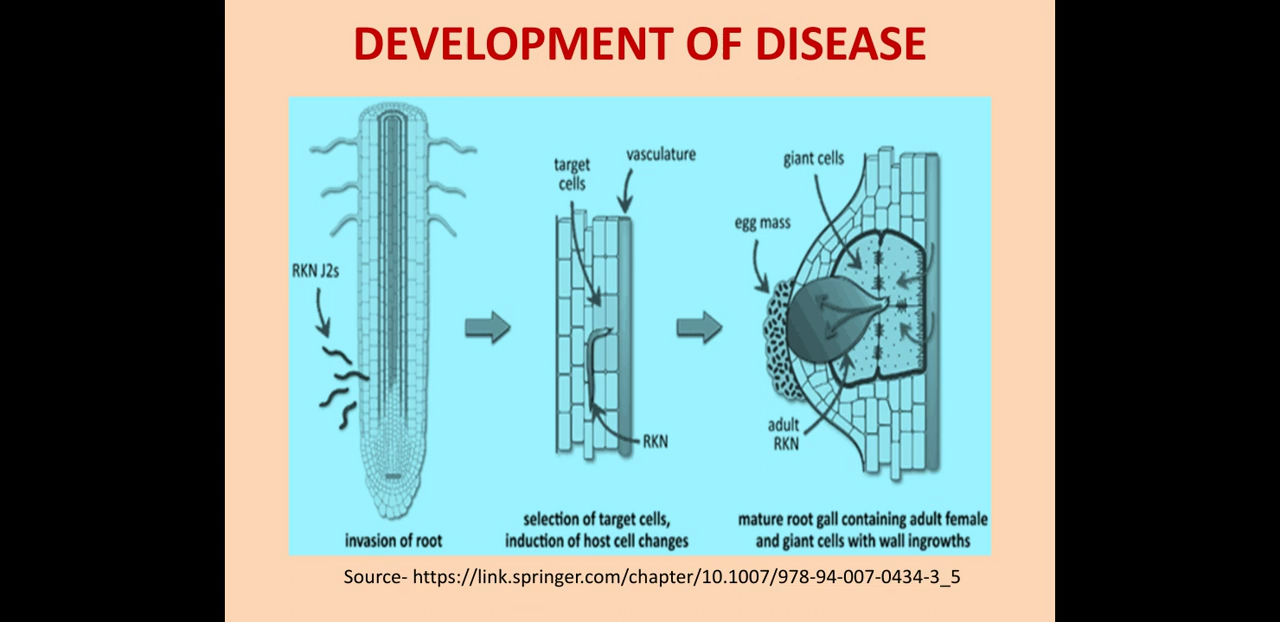 DEVELOPMENT OF DISEASE
RKN J2s
invasion of root
target
cells
vasculature
RKN
selection of target cells,
induction of host cell changes
giant cells
egg mass
adult
RKN
mature root gall containing adult female
and giant cells with wall ingrowths
Source- https://link.springer.com/chapter/10.1007/978-94-007-0434-3_5